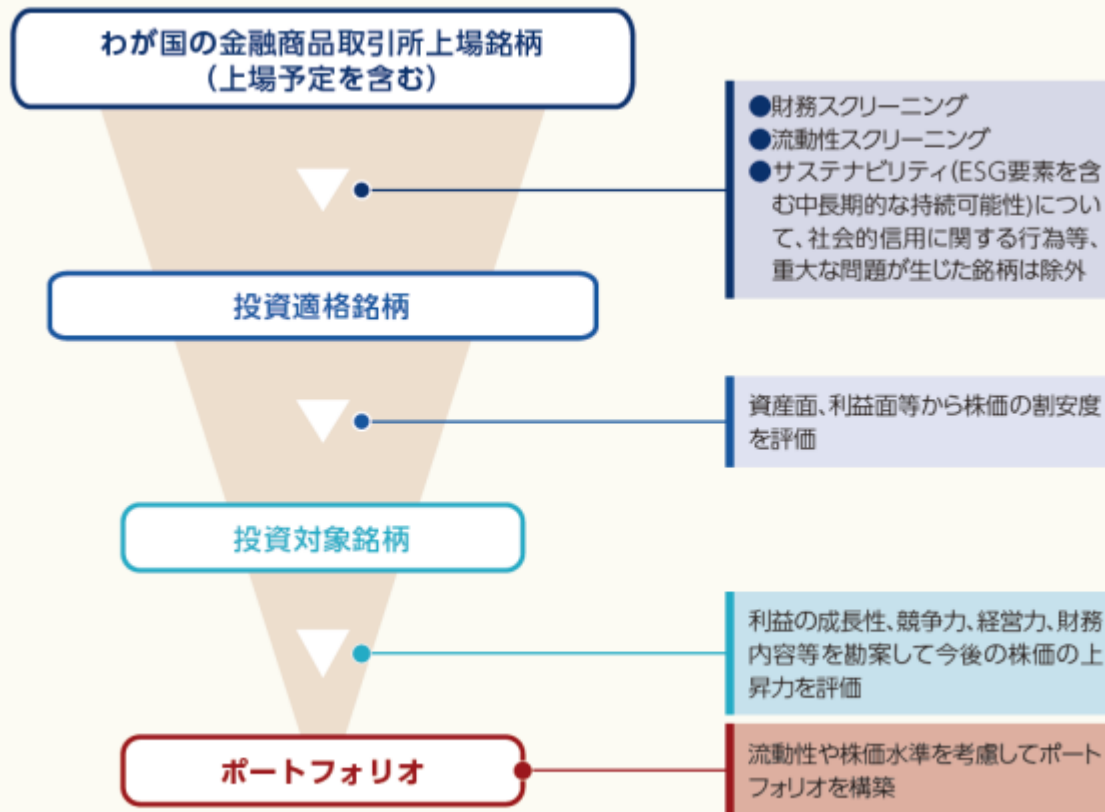 わが国の金融商品取引所上場銘柄
（上場予定を含む）
●財務スクリーニング
●流動性スクリーニング
●サステナビリティ(ESG要素を含
む中長期的な持続可能性)につい
て、社会的信用に関する行為等、
重大な問題が生じた銘柄は除外
投資適格銘柄
資産面、利益面等から株価の割安度
を評価
投資対象銘柄
利益の成長性、競争力、経営力、財務
内容等を勘案して今後の株価の上
昇力を評価
ポートフォリオ
流動性や株価水準を考慮してポート
フォリオを構築